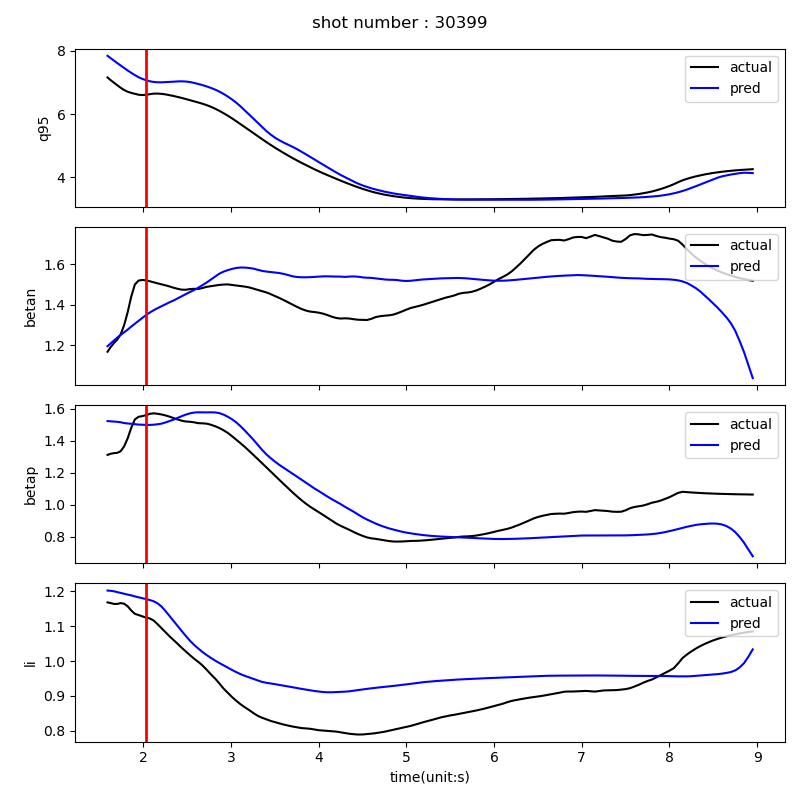 shot number : 30399
8
6
4
q95
actual
pred
1.6
1.4
1.2
betan
actual
pred
1.6
1.4
1.2
1.0
0.8
betap
actual
pred
1.2
1.1
1.0
0.9
0.8
li
actual
pred
2 3 4 5 6 7 8 9
time(unit:s)